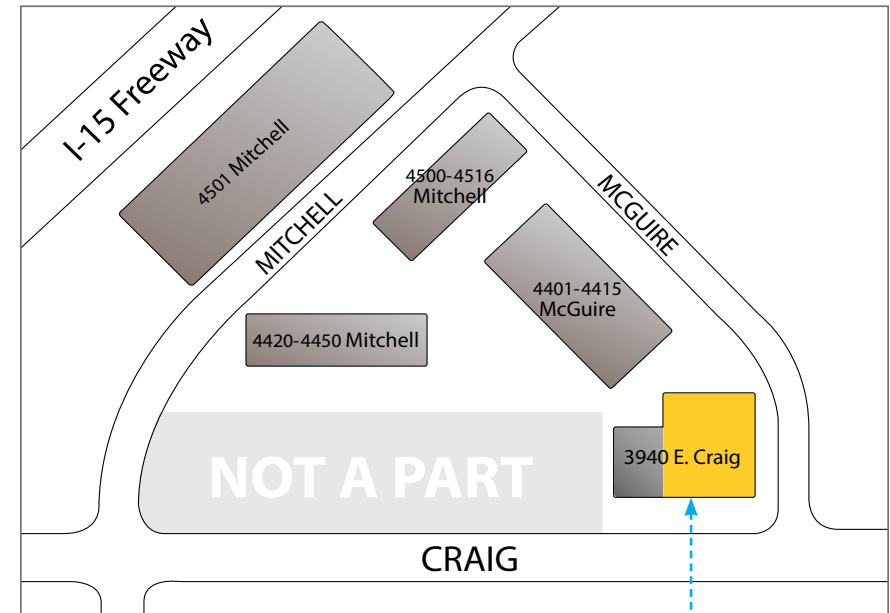 I-15 Freeway
4501 Mitchell
4500-4516
Mitchell
MITCHELL
MCGUIRE
4401-4415
McGuire
4420-4450 Mitchell
NOT A PART
3940 E. Craig
CRAIG